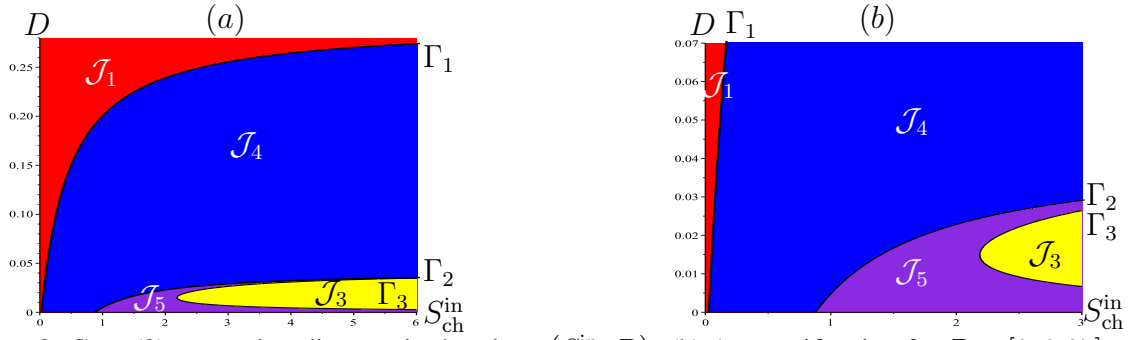 (a)
D
0.25
0.20
0.15
0.10
0.05
0
0 1 2 3 4 5 6
𝒥₁
𝒥₄
𝒥₅
𝒥₃
Γ₁
Γ₂
Γ₃
S_ch^in
(b)
D
Γ₁
0.07
0.06
0.05
0.04
0.03
0.02
0.01
0
0 1 2 3
𝒥₁
𝒥₄
𝒥₅
𝒥₃
Γ₂
Γ₃
S_ch^in